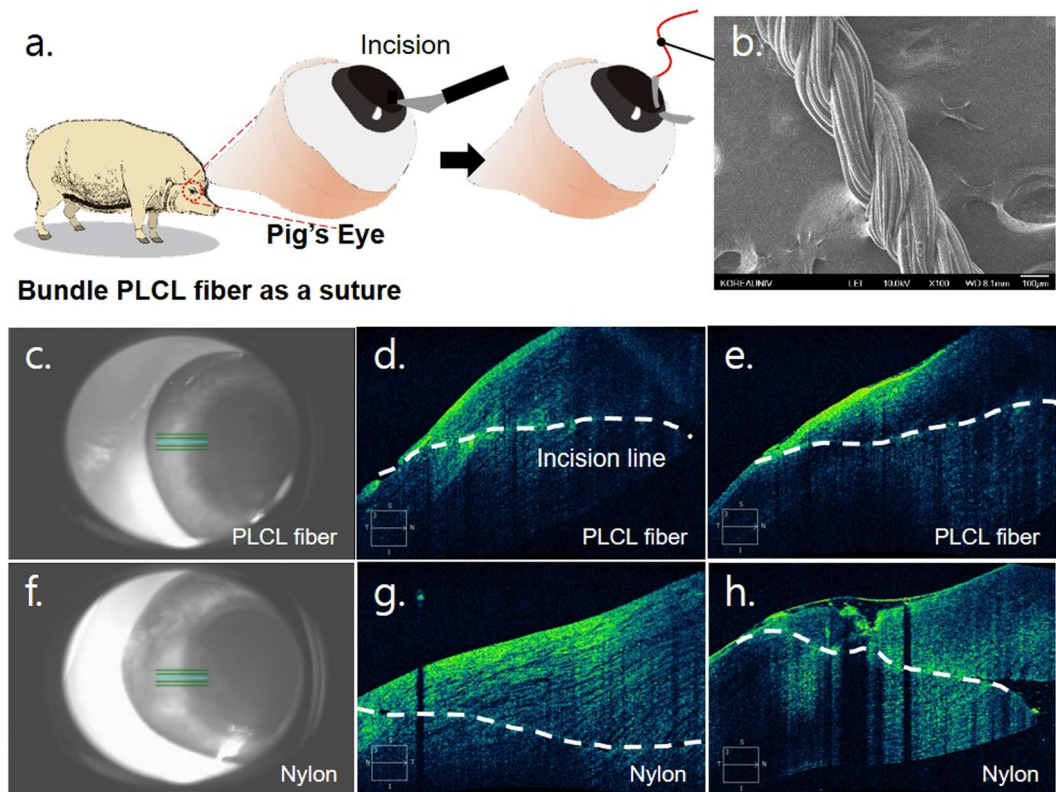 a.
Incision
b.
Pig's Eye
Bundle PLCL fiber as a suture
KOREAUNIV LEI 10.0kV X100 WD 8.1mm 100μm
c.
PLCL fiber
d.
Incision line
PLCL fiber
e.
PLCL fiber
f.
Nylon
g.
Nylon
h.
Nylon